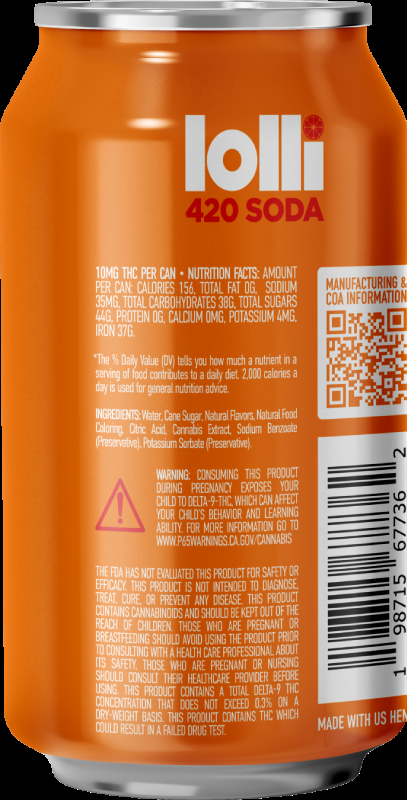 lolli
420 SODA
10MG THC PER CAN • NUTRITION FACTS: AMOUNT
PER CAN: CALORIES 156, TOTAL FAT 0G, SODIUM
35MG, TOTAL CARBOHYDRATES 38G, TOTAL SUGARS
44G, PROTEIN 0G, CALCIUM 0MG, POTASSIUM 4MG,
IRON 37G.
*The % Daily Value (DV) tells you how much a nutrient in a
serving of food contributes to a daily diet. 2,000 calories a
day is used for general nutrition advice.
INGREDIENTS: Water, Cane Sugar, Natural Flavors, Natural Food
Coloring, Citric Acid, Cannabis Extract, Sodium Benzoate
(Preservative), Potassium Sorbate (Preservative).
WARNING: CONSUMING THIS PRODUCT
DURING PREGNANCY EXPOSES YOUR
CHILD TO DELTA-9-THC, WHICH CAN AFFECT
YOUR CHILD'S BEHAVIOR AND LEARNING
ABILITY. FOR MORE INFORMATION GO TO
WWW.P65WARNINGS.CA.GOV/CANNABIS
THE FDA HAS NOT EVALUATED THIS PRODUCT FOR SAFETY OR
EFFICACY. THIS PRODUCT IS NOT INTENDED TO DIAGNOSE,
TREAT, CURE, OR PREVENT ANY DISEASE. THIS PRODUCT
CONTAINS CANNABINOIDS AND SHOULD BE KEPT OUT OF THE
REACH OF CHILDREN. THOSE WHO ARE PREGNANT OR
BREASTFEEDING SHOULD AVOID USING THE PRODUCT PRIOR
TO CONSULTING WITH A HEALTH CARE PROFESSIONAL ABOUT
ITS SAFETY. THOSE WHO ARE PREGNANT OR NURSING
SHOULD CONSULT THEIR HEALTHCARE PROVIDER BEFORE
USING. THIS PRODUCT CONTAINS A TOTAL DELTA-9 THC
CONCENTRATION THAT DOES NOT EXCEED 0.3% ON A
DRY-WEIGHT BASIS. THIS PRODUCT CONTAINS THC WHICH
COULD RESULT IN A FAILED DRUG TEST.
MANUFACTURING &
COA INFORMATION
1 98715 67736 2
MADE WITH US HEM